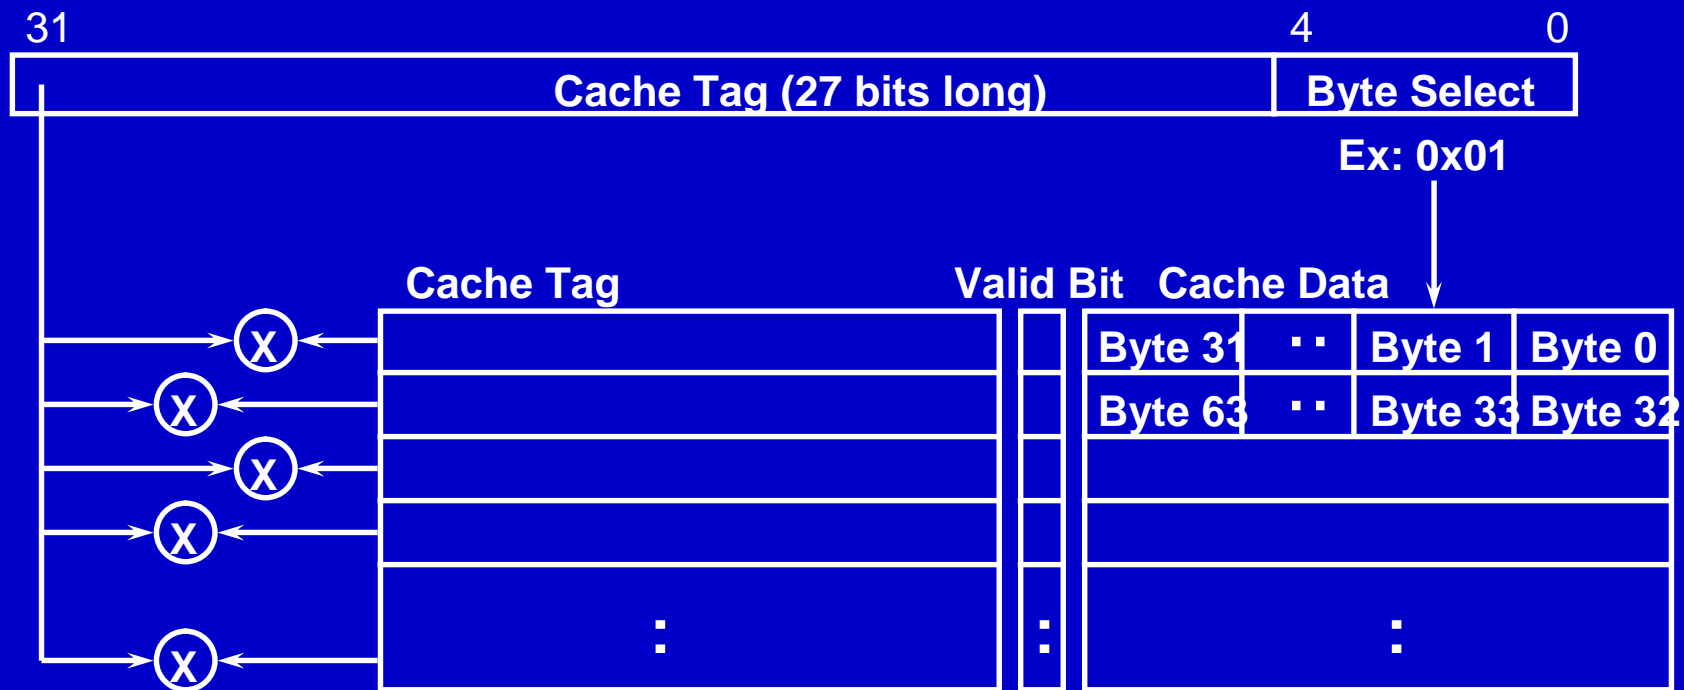 31 4 0
Cache Tag (27 bits long) Byte Select
Ex: 0x01
Cache Tag Valid Bit Cache Data
X Byte 31 .. Byte 1 Byte 0
X Byte 63 .. Byte 33 Byte 32
X
X
: : :
X